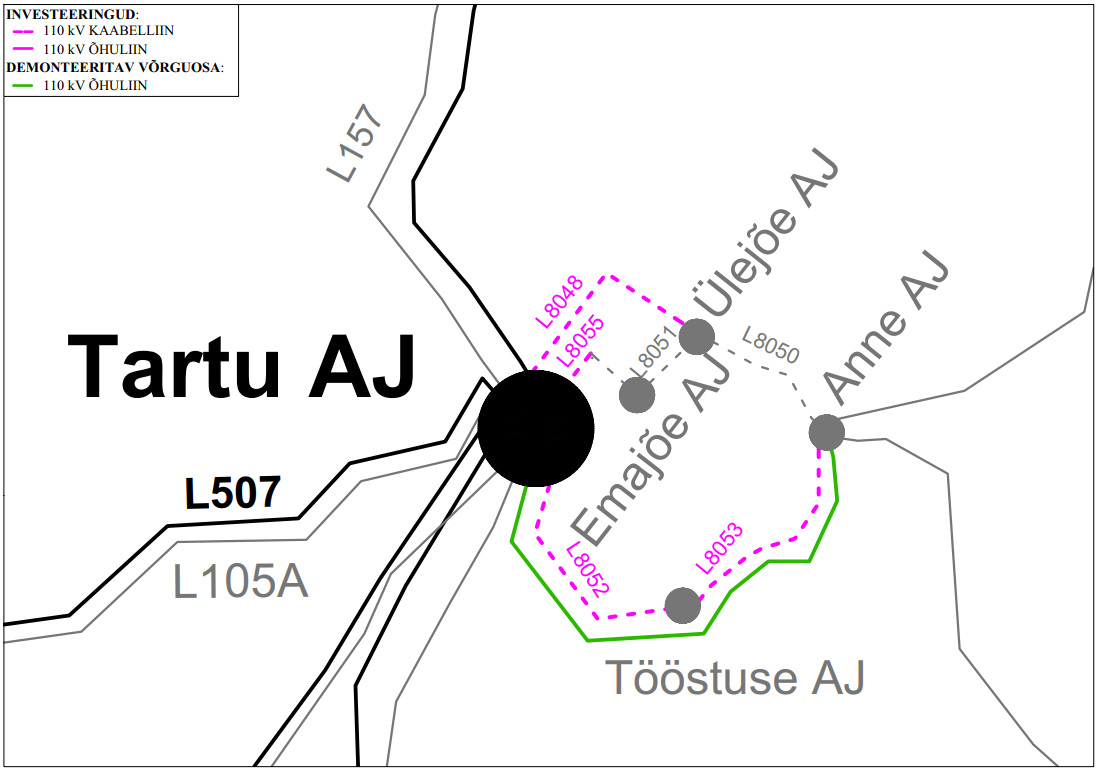 INVESTEERINGUD:
110 kV KAABELLIIN
110 kV ÕHULIIN
DEMONTEERITAV VÕRGUOSA:
110 kV ÕHULIIN
L157
Ülejõe AJ
Anne AJ
L8048
L8055
L8051
L8050
Tartu AJ
Emajõe AJ
L507
L105A
L8052
L8053
Tööstuse AJ